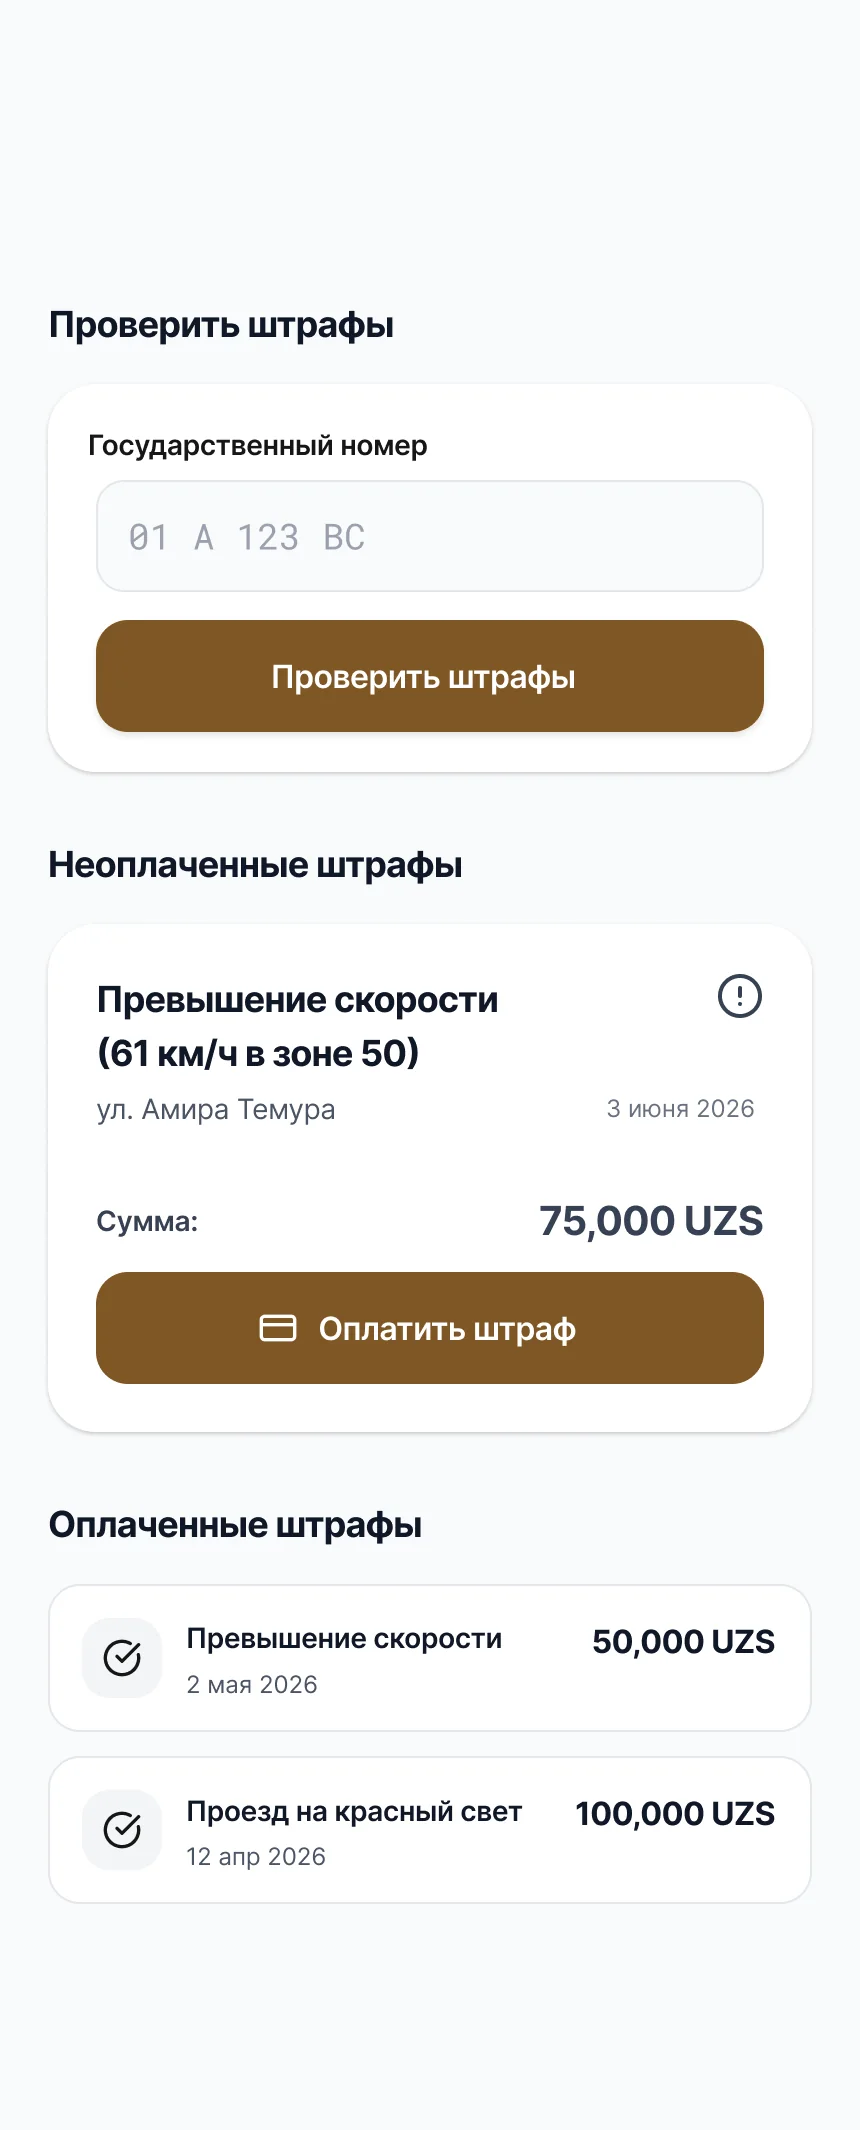 Проверить штрафы
Государственный номер
01 A 123 BC
Проверить штрафы
Неоплаченные штрафы
Превышение скорости
(61 км/ч в зоне 50)
ул. Амира Темура
3 июня 2026
Сумма:
75,000 UZS
Оплатить штраф
Оплаченные штрафы
Превышение скорости
50,000 UZS
2 мая 2026
Проезд на красный свет
100,000 UZS
12 апр 2026